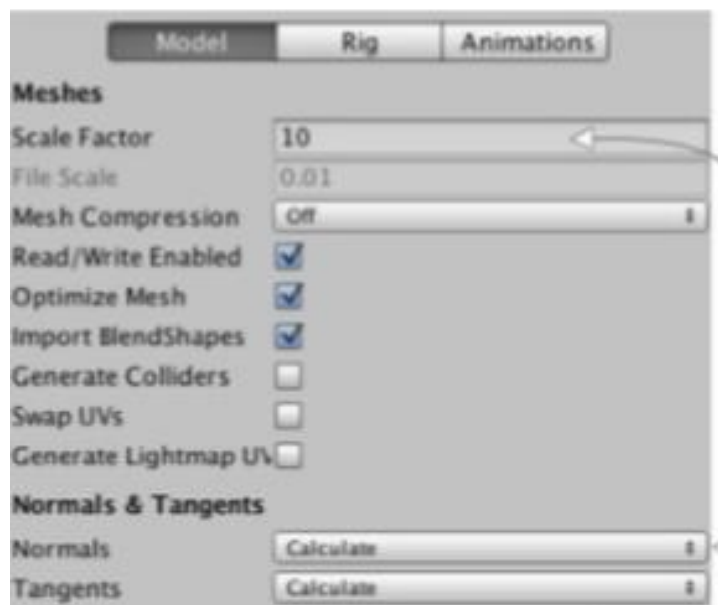 Model Rig Animations
Meshes
Scale Factor 10
File Scale 0.01
Mesh Compression Off
Read/Write Enabled
Optimize Mesh
Import BlendShapes
Generate Colliders
Swap UVs
Generate Lightmap UV
Normals & Tangents
Normals Calculate
Tangents Calculate